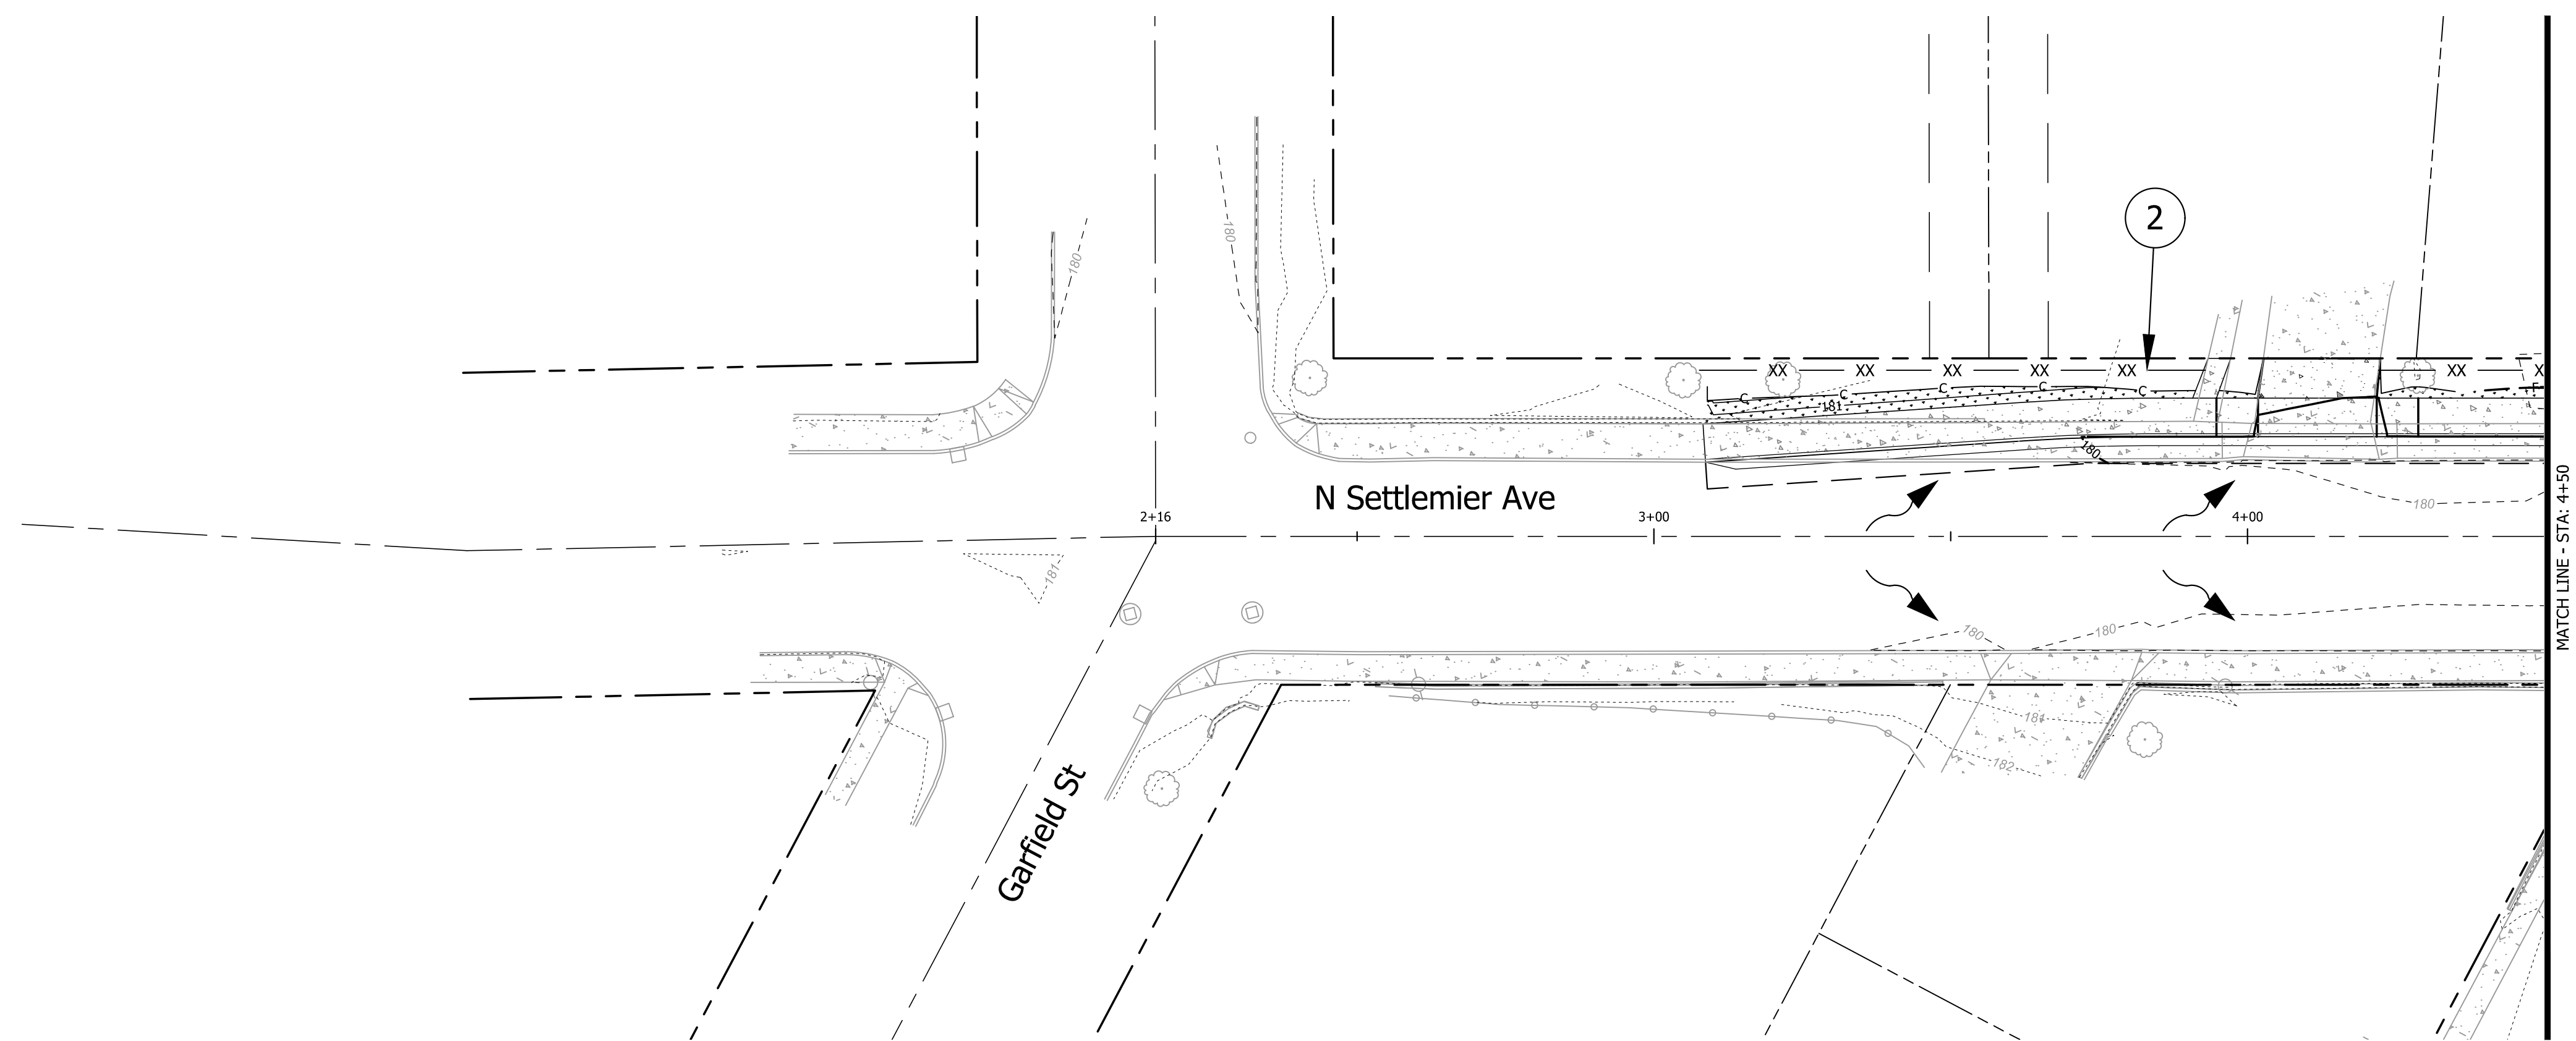 2
180
180
XX XX XX XX XX XX X
C C C C C F
181
180
N Settlemier Ave
180
2+16 3+00 4+00
MATCH LINE - STA: 4+50
181
180 180
181
182
Garfield St